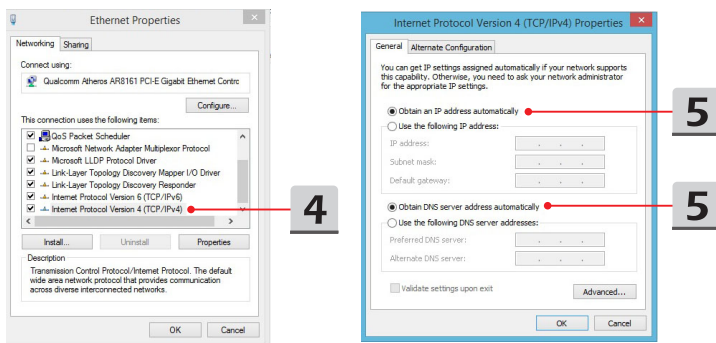 Ethernet Properties
Networking Sharing
Connect using:
Qualcomm Atheros AR8161 PCI-E Gigabit Ethernet Contrc
Configure...
This connection uses the following items:
QoS Packet Scheduler
Microsoft Network Adapter Multiplexor Protocol
Microsoft LLDP Protocol Driver
Link-Layer Topology Discovery Mapper I/O Driver
Link-Layer Topology Discovery Responder
Internet Protocol Version 6 (TCP/IPv6)
Internet Protocol Version 4 (TCP/IPv4)
4
Install... Uninstall Properties
Description
Transmission Control Protocol/Internet Protocol. The default
wide area network protocol that provides communication
across diverse interconnected networks.
OK Cancel
Internet Protocol Version 4 (TCP/IPv4) Properties
General Alternate Configuration
You can get IP settings assigned automatically if your network supports
this capability. Otherwise, you need to ask your network administrator
for the appropriate IP settings.
Obtain an IP address automatically
5
Use the following IP address:
IP address:
Subnet mask:
Default gateway:
Obtain DNS server address automatically
5
Use the following DNS server addresses:
Preferred DNS server:
Alternate DNS server:
Validate settings upon exit
Advanced...
OK Cancel